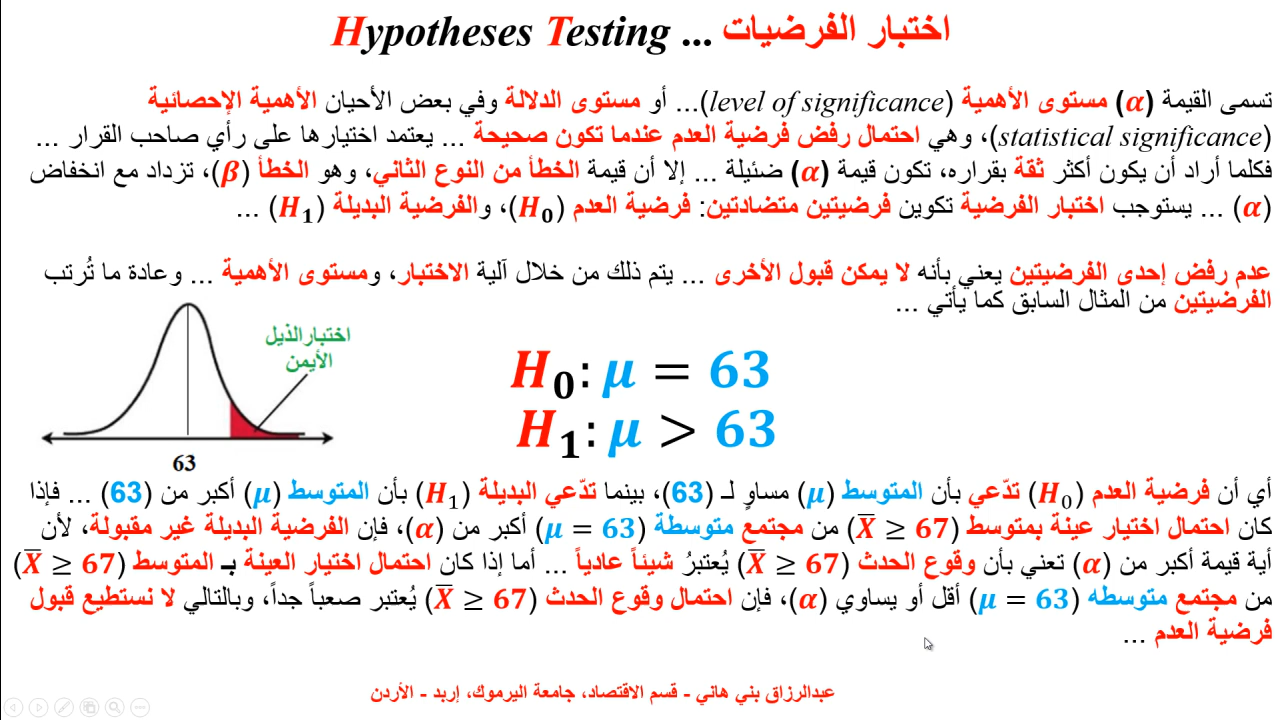 اختبار الفرضيات ... Hypotheses Testing
تسمى القيمة (α) مستوى الأهمية (level of significance)... أو مستوى الدلالة وفي بعض الأحيان الأهمية الإحصائية
(statistical significance)، وهي احتمال رفض فرضية العدم عندما تكون صحيحة ... يعتمد اختيارها على رأي صاحب القرار ...
فكلما أراد أن يكون أكثر ثقة بقراره، تكون قيمة (α) ضئيلة ... إلا أن قيمة الخطأ من النوع الثاني، وهو الخطأ (β)، تزداد مع انخفاض
(α) ... يستوجب اختبار الفرضية تكوين فرضيتين متضادتين: فرضية العدم (H₀)، والفرضية البديلة (H₁) ...
عدم رفض إحدى الفرضيتين يعني بأنه لا يمكن قبول الأخرى ... يتم ذلك من خلال آلية الاختبار، ومستوى الأهمية ... وعادة ما تُرتب
الفرضيتين من المثال السابق كما يأتي ...
اختبار الذيل
الأيمن
63
H₀: μ = 63
H₁: μ > 63
أي أن فرضية العدم (H₀) تدّعي بأن المتوسط (μ) مساوٍ لـ (63)، بينما تدّعي البديلة (H₁) بأن المتوسط (μ) أكبر من (63) ... فإذا
كان احتمال اختيار عينة بمتوسط (X̅ ≥ 67) من مجتمع متوسطة (μ = 63) أكبر من (α)، فإن الفرضية البديلة غير مقبولة، لأن
أية قيمة أكبر من (α) تعني بأن وقوع الحدث (X̅ ≥ 67) يُعتبرُ شيئاً عادياً ... أما إذا كان احتمال اختيار العينة بـ المتوسط (X̅ ≥ 67)
من مجتمع متوسطه (μ = 63) أقل أو يساوي (α)، فإن احتمال وقوع الحدث (X̅ ≥ 67) يُعتبر صعباً جداً، وبالتالي لا نستطيع قبول
فرضية العدم ...
عبدالرزاق بني هاني - قسم الاقتصاد، جامعة اليرموك، إربد - الأردن